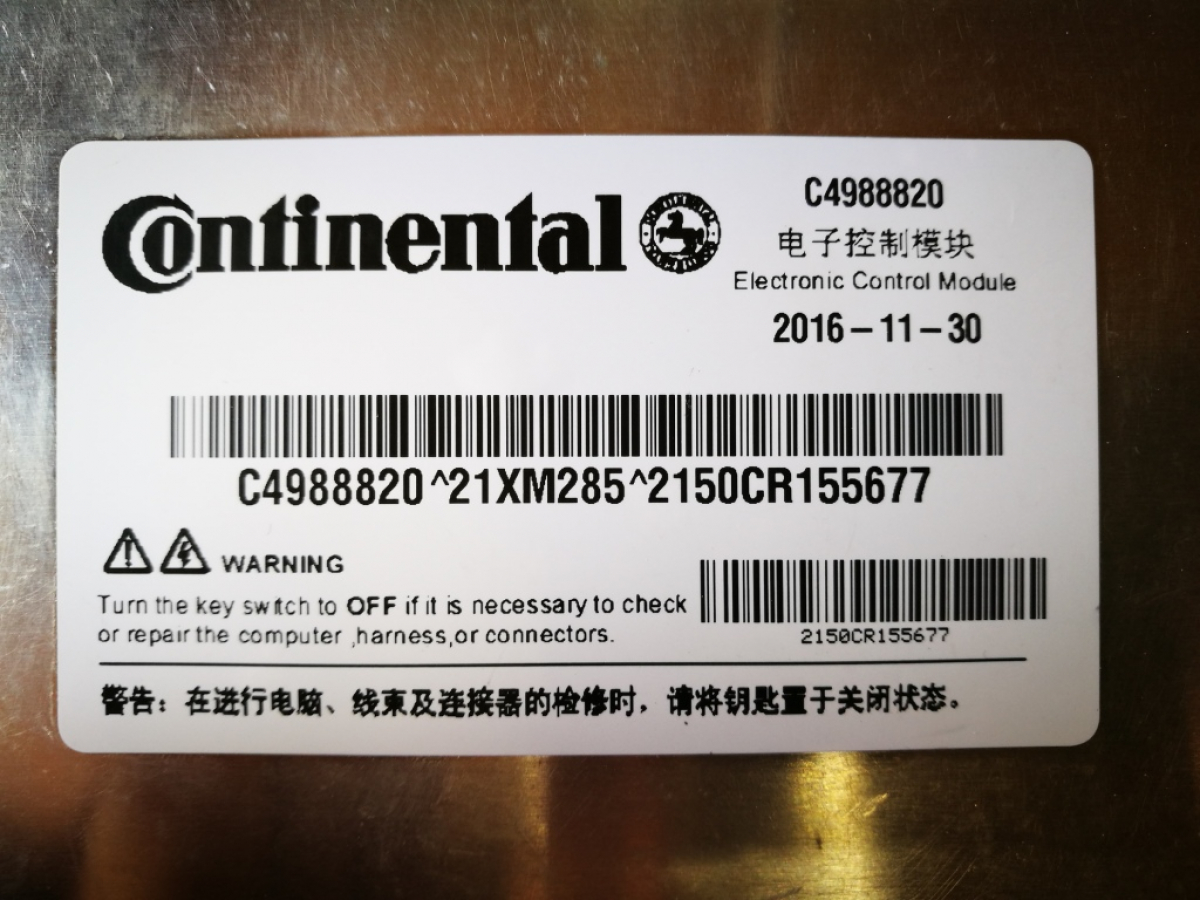 Continental
C4988820
电子控制模块
Electronic Control Module
2016-11-30
C4988820^21XM285^2150CR155677
WARNING
Turn the key switch to OFF if it is necessary to check
or repair the computer ,harness,or connectors.
2150CR155677
警告：在进行电脑、线束及连接器的检修时，请将钥匙置于关闭状态。